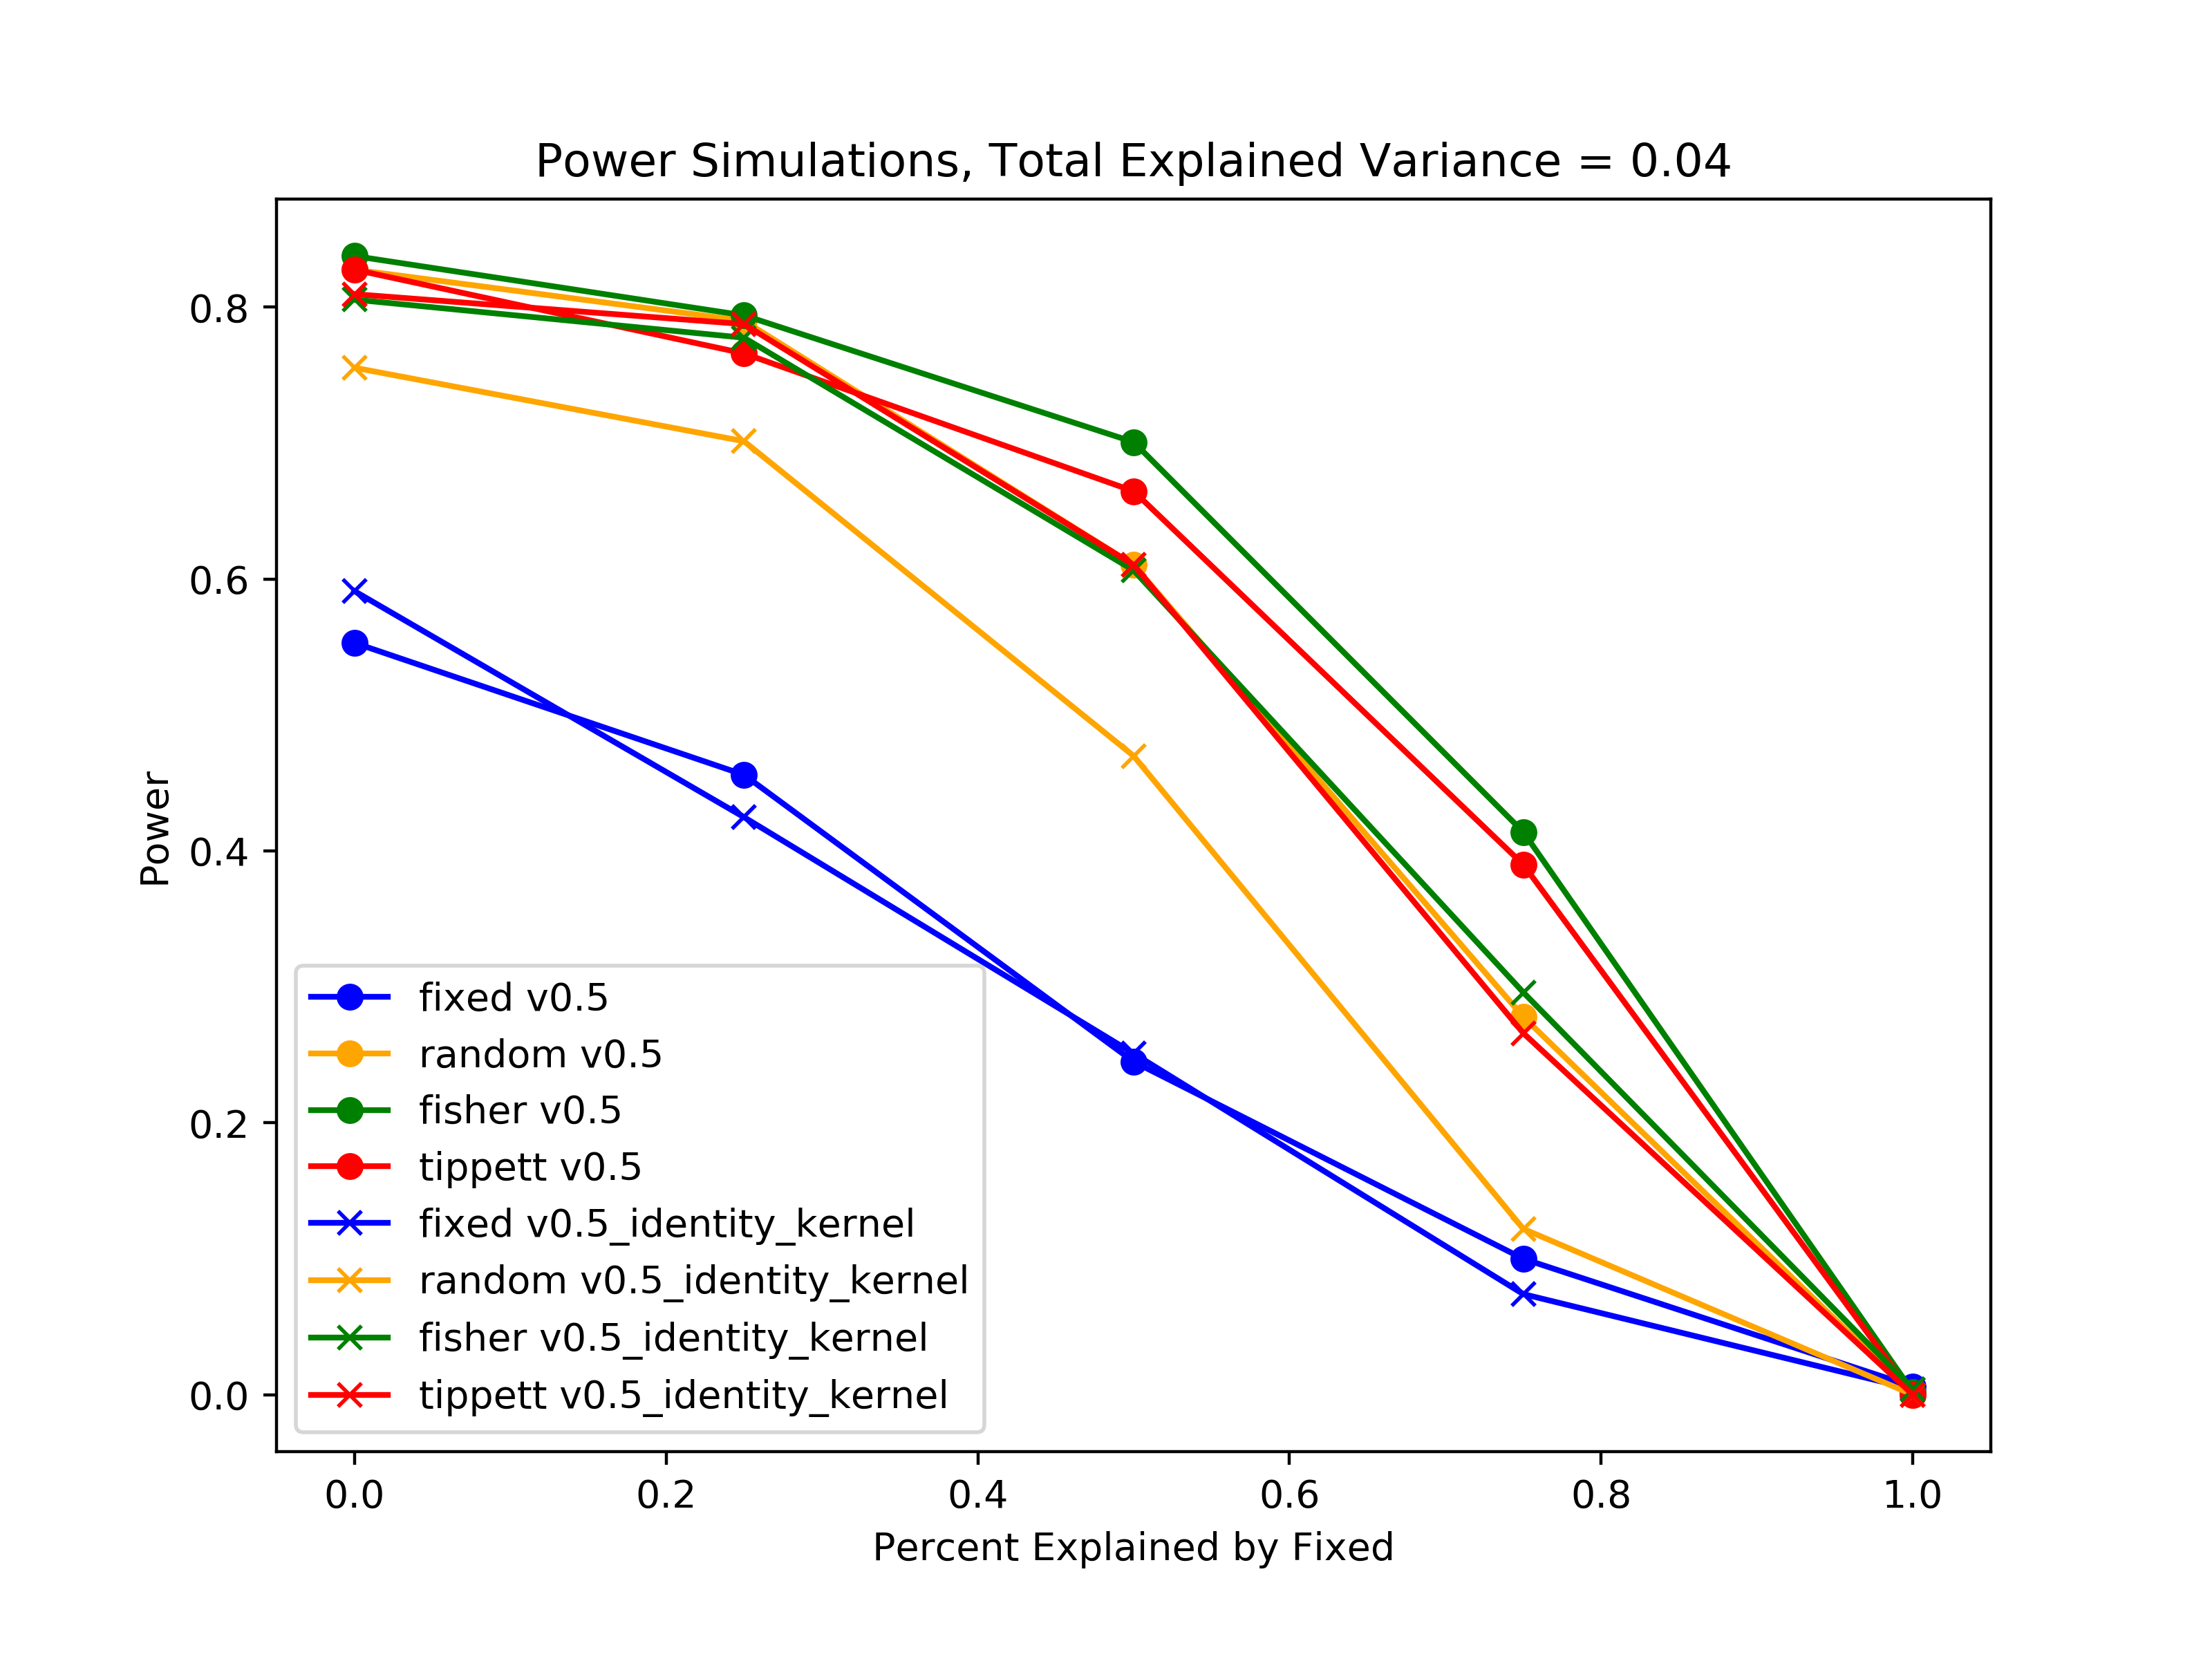 Power Simulations, Total Explained Variance = 0.04
Power
0.8
0.6
0.4
0.2
0.0
fixed v0.5
random v0.5
fisher v0.5
tippett v0.5
fixed v0.5_identity_kernel
random v0.5_identity_kernel
fisher v0.5_identity_kernel
tippett v0.5_identity_kernel
0.0 0.2 0.4 0.6 0.8 1.0
Percent Explained by Fixed